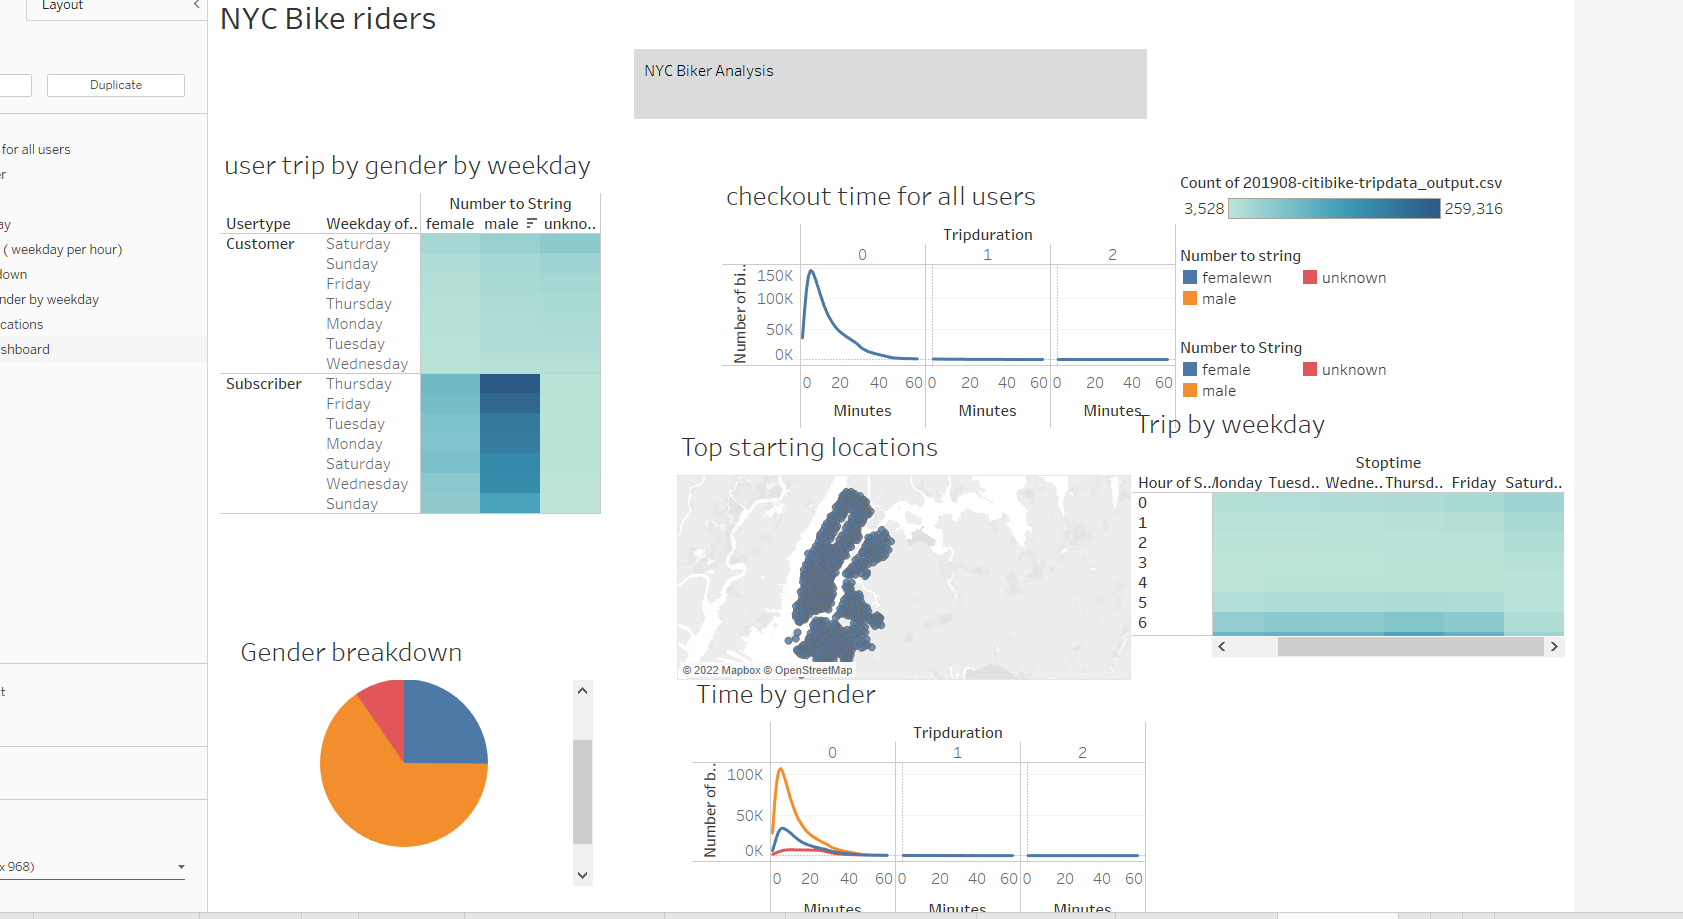 Layout
NYC Bike riders
Duplicate
NYC Biker Analysis
for all users
er
ay
( weekday per hour)
down
nder by weekday
cations
shboard
ct
x 968)
user trip by gender by weekday
Number to String
Usertype Weekday of.. female male unkno..
Customer Saturday
Sunday
Friday
Thursday
Monday
Tuesday
Wednesday
Subscriber Thursday
Friday
Tuesday
Monday
Saturday
Wednesday
Sunday
checkout time for all users
Tripduration
0 1 2
Number of bi..
150K
100K
50K
0K
0 20 40 60 0 20 40 60 0 20 40 60
Minutes Minutes Minutes
Count of 201908-citibike-tripdata_output.csv
3,528 259,316
Number to string
femalewn unknown
male
Number to String
female unknown
male
Top starting locations
© 2022 Mapbox © OpenStreetMap
Trip by weekday
Stoptime
Hour of S.. Monday Tuesd.. Wedne.. Thursd.. Friday Saturd..
0
1
2
3
4
5
6
Gender breakdown
Time by gender
Tripduration
0 1 2
Number of b..
100K
50K
0K
0 20 40 60 0 20 40 60 0 20 40 60
Minutes Minutes Minutes